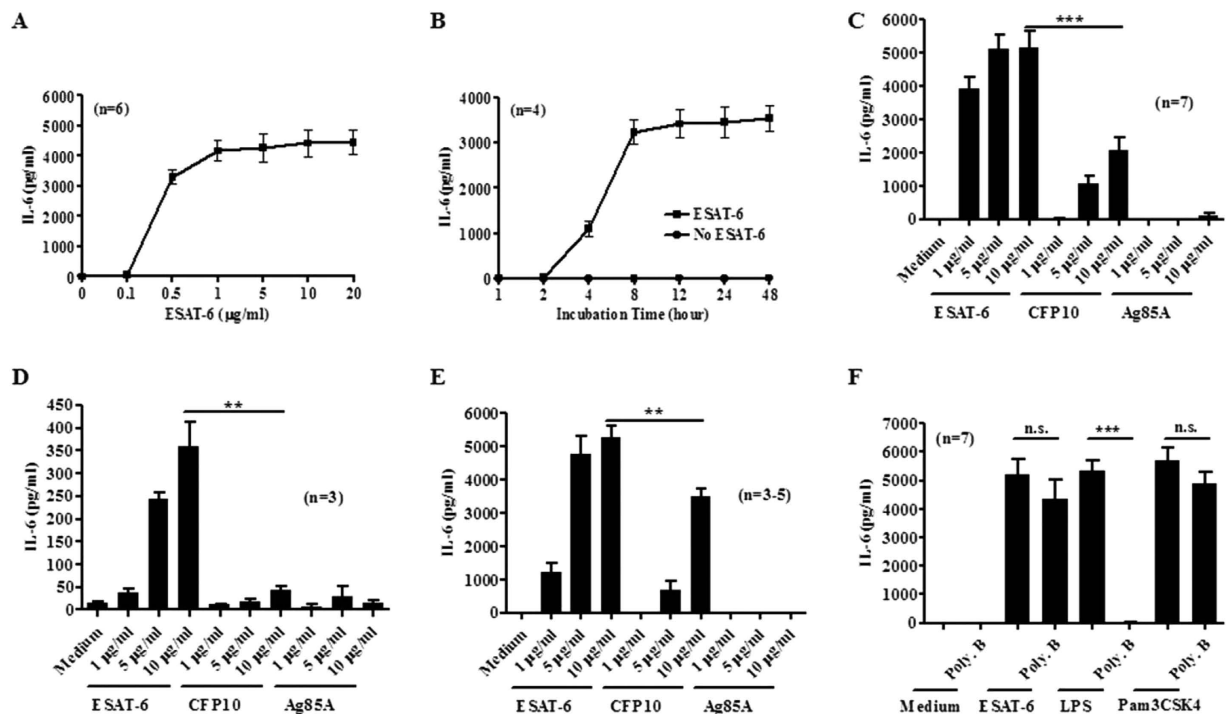 A
6000
5000
4000
3000
2000
1000
0
IL-6 (pg/ml)
(n=6)
0 0.1 0.5 1 5 10 20
ESAT-6 (µg/ml)
B
4000
3000
2000
1000
0
IL-6 (pg/ml)
(n=4)
ESAT-6
No ESAT-6
1 2 4 8 12 24 48
Incubation Time (hour)
C
6000
5000
4000
3000
2000
1000
0
IL-6 (pg/ml)
***
(n=7)
Medium 1 µg/ml 5 µg/ml 10 µg/ml 1 µg/ml 5 µg/ml 10 µg/ml 1 µg/ml 5 µg/ml 10 µg/ml
ESAT-6 CFP10 Ag85A
D
450
400
350
300
250
200
150
100
50
0
IL-6 (pg/ml)
**
(n=3)
Medium 1 µg/ml 5 µg/ml 10 µg/ml 1 µg/ml 5 µg/ml 10 µg/ml 1 µg/ml 5 µg/ml 10 µg/ml
ESAT-6 CFP10 Ag85A
E
6000
5000
4000
3000
2000
1000
0
IL-6 (pg/ml)
**
(n=3-5)
Medium 1 µg/ml 5 µg/ml 10 µg/ml 1 µg/ml 5 µg/ml 10 µg/ml 1 µg/ml 5 µg/ml 10 µg/ml
ESAT-6 CFP10 Ag85A
F
7000
6000
5000
4000
3000
2000
1000
0
IL-6 (pg/ml)
(n=7)
n.s. *** n.s.
Poly. B Poly. B Poly. B Poly. B
Medium ESAT-6 LPS Pam3CSK4